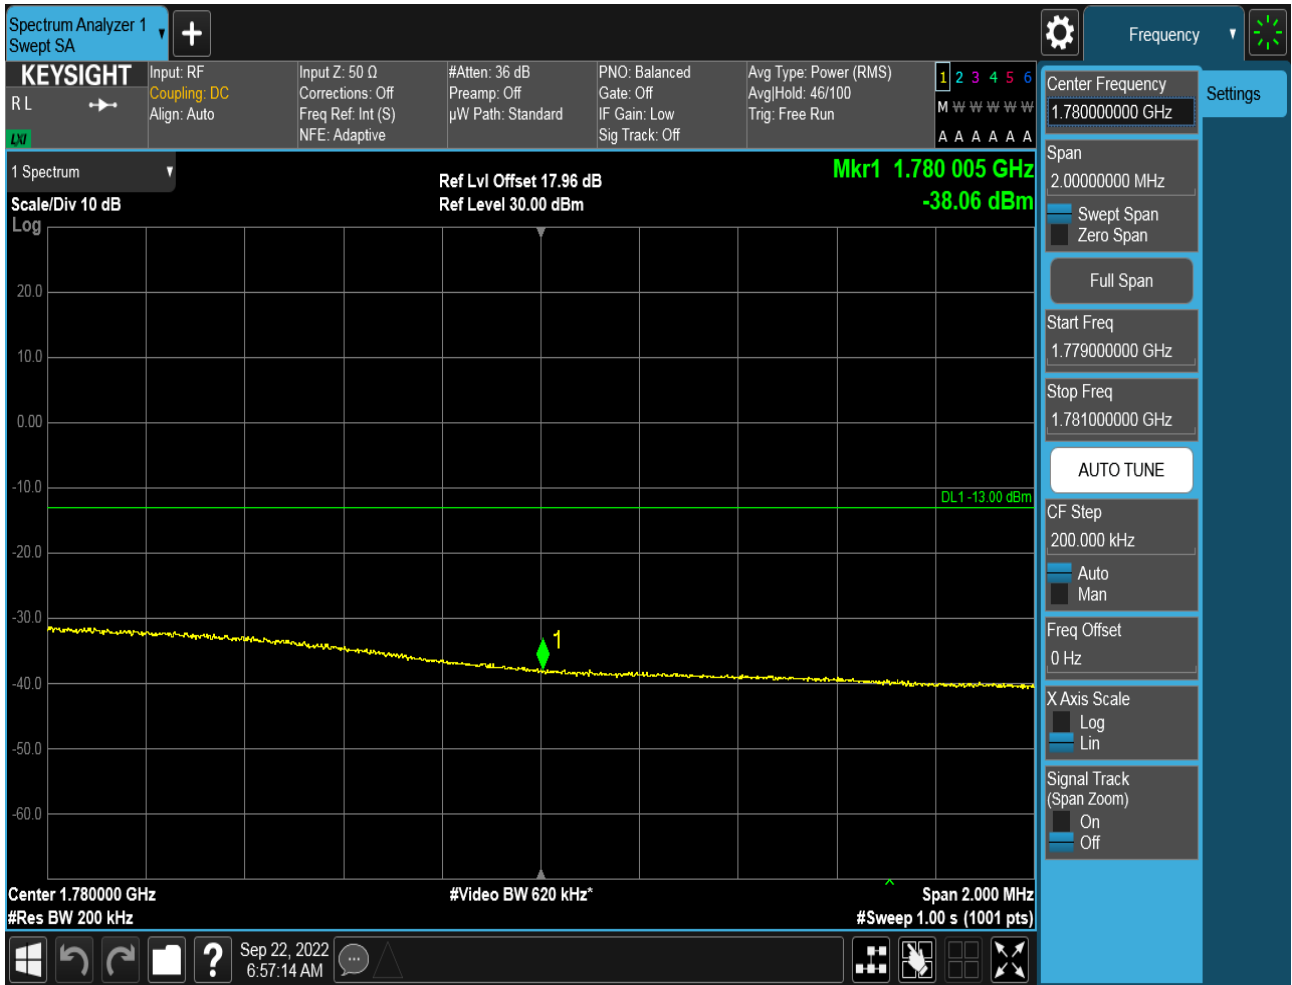 Spectrum Analyzer 1
Swept SA
Frequency
KEYSIGHT
R L
LXI
Input: RF
Coupling: DC
Align: Auto
Input Z: 50 Ω
Corrections: Off
Freq Ref: Int (S)
NFE: Adaptive
#Atten: 36 dB
Preamp: Off
µW Path: Standard
PNO: Balanced
Gate: Off
IF Gain: Low
Sig Track: Off
Avg Type: Power (RMS)
Avg|Hold: 46/100
Trig: Free Run
1 2 3 4 5 6
M W W W W W
A A A A A A
Center Frequency
1.780000000 GHz
Settings
Span
2.00000000 MHz
Swept Span
Zero Span
Full Span
Start Freq
1.779000000 GHz
Stop Freq
1.781000000 GHz
AUTO TUNE
CF Step
200.000 kHz
Auto
Man
Freq Offset
0 Hz
X Axis Scale
Log
Lin
Signal Track
(Span Zoom)
On
Off
1 Spectrum
Scale/Div 10 dB
Log
Ref Lvl Offset 17.96 dB
Ref Level 30.00 dBm
Mkr1 1.780 005 GHz
-38.06 dBm
20.0
10.0
0.00
-10.0
DL1 -13.00 dBm
-20.0
-30.0
1
-40.0
-50.0
-60.0
Center 1.780000 GHz
#Video BW 620 kHz*
Span 2.000 MHz
#Res BW 200 kHz
#Sweep 1.00 s (1001 pts)
?
Sep 22, 2022
6:57:14 AM